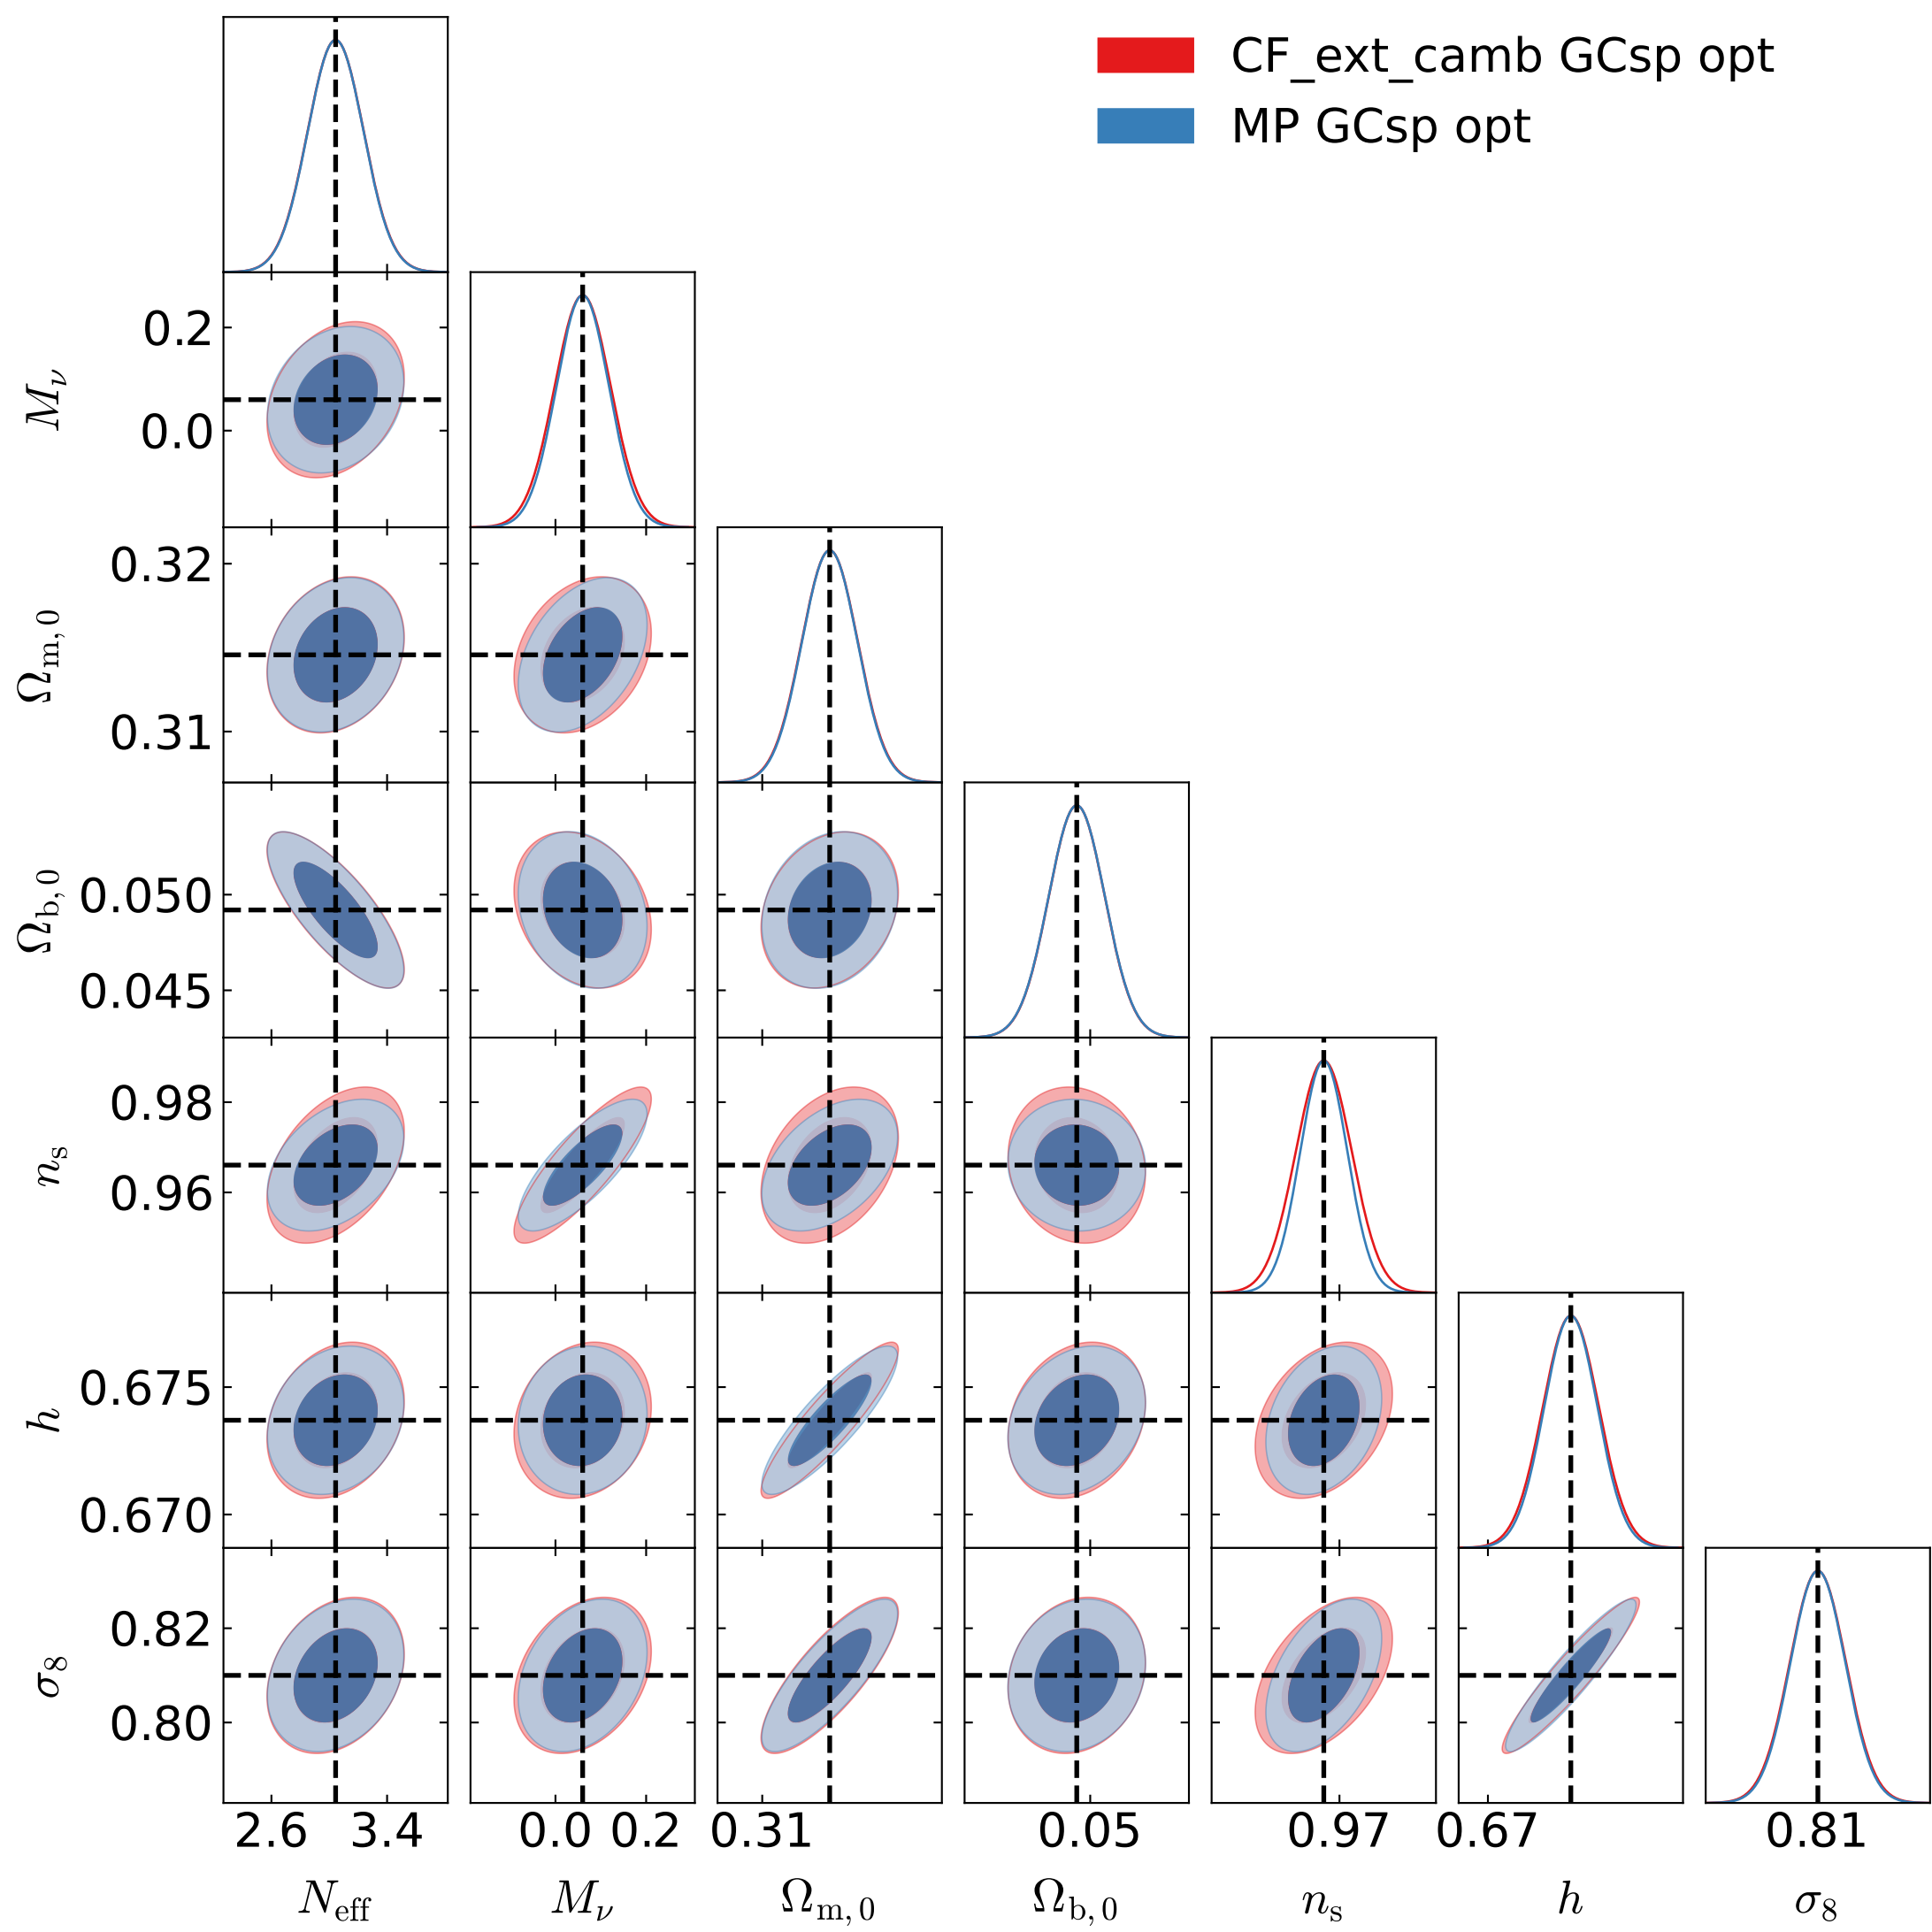 CF_ext_camb GCsp opt
MP GCsp opt
0.2
0.0
M_ν
0.32
0.31
Ω_m,0
0.050
0.045
Ω_b,0
0.98
0.96
n_s
0.675
0.670
h
0.82
0.80
σ_8
2.6 3.4 0.0 0.2 0.31 0.05 0.97 0.67 0.81
N_eff M_ν Ω_m,0 Ω_b,0 n_s h σ_8